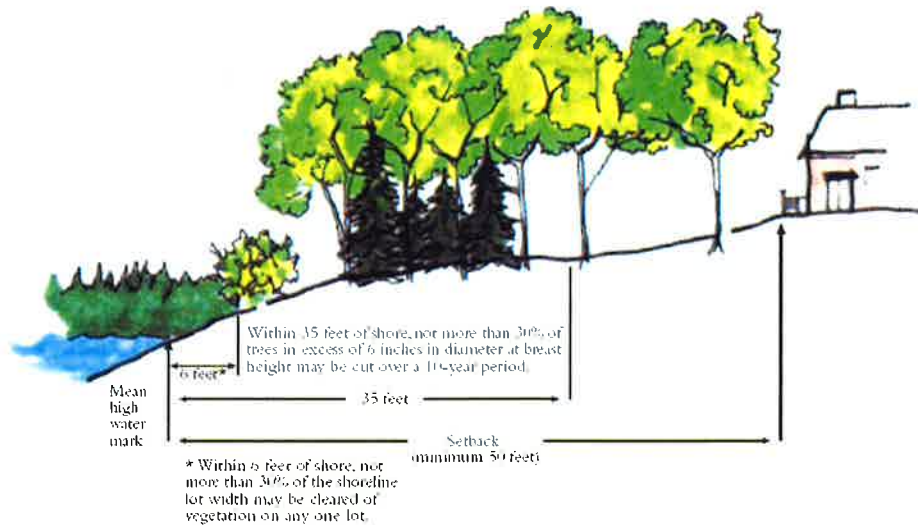 Within 35 feet of shore, not more than 30% of
trees in excess of 6 inches in diameter at breast
height may be cut over a 10-year period.
6 feet*
Mean
high
water
mark
35 feet
Setback
(minimum 50 feet)
* Within 6 feet of shore, not
more than 30% of the shoreline
lot width may be cleared of
vegetation on any one lot.